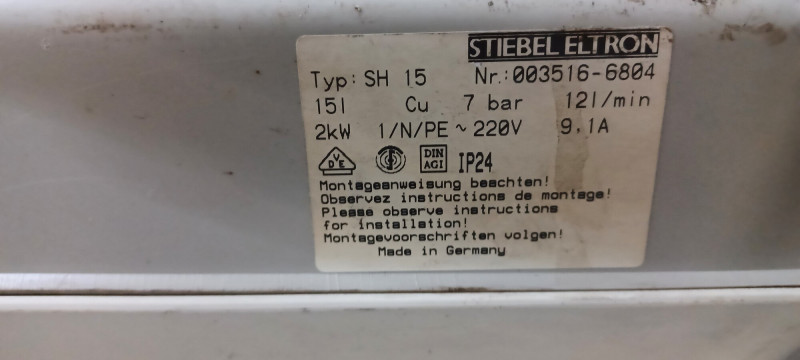 STIEBEL ELTRON
Typ: SH 15 Nr.: 003516-6804
15l Cu 7 bar 12l/min
2kW 1/N/PE ~ 220V 9,1A
VDE DIN AGI IP24
Montageanweisung beachten!
Observez instructions de montage!
Please observe instructions
for installation!
Montagevoorschriften volgen!
Made in Germany